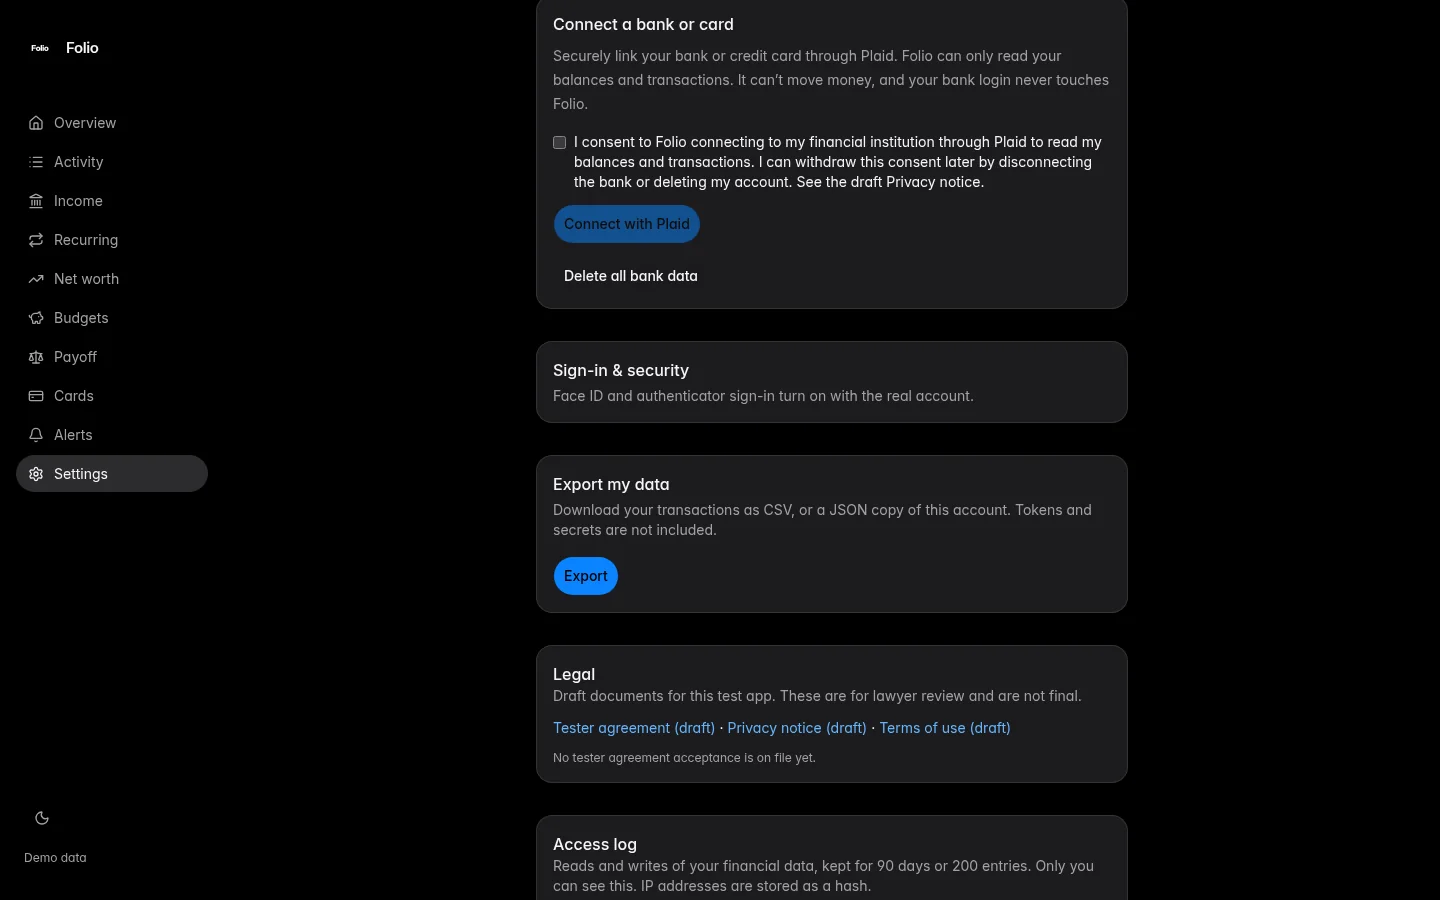 Folio Folio
Overview
Activity
Income
Recurring
Net worth
Budgets
Payoff
Cards
Alerts
Settings
Demo data
Connect a bank or card
Securely link your bank or credit card through Plaid. Folio can only read your
balances and transactions. It can’t move money, and your bank login never touches
Folio.
I consent to Folio connecting to my financial institution through Plaid to read my
balances and transactions. I can withdraw this consent later by disconnecting
the bank or deleting my account. See the draft Privacy notice.
Connect with Plaid
Delete all bank data
Sign-in & security
Face ID and authenticator sign-in turn on with the real account.
Export my data
Download your transactions as CSV, or a JSON copy of this account. Tokens and
secrets are not included.
Export
Legal
Draft documents for this test app. These are for lawyer review and are not final.
Tester agreement (draft) · Privacy notice (draft) · Terms of use (draft)
No tester agreement acceptance is on file yet.
Access log
Reads and writes of your financial data, kept for 90 days or 200 entries. Only you
can see this. IP addresses are stored as a hash.